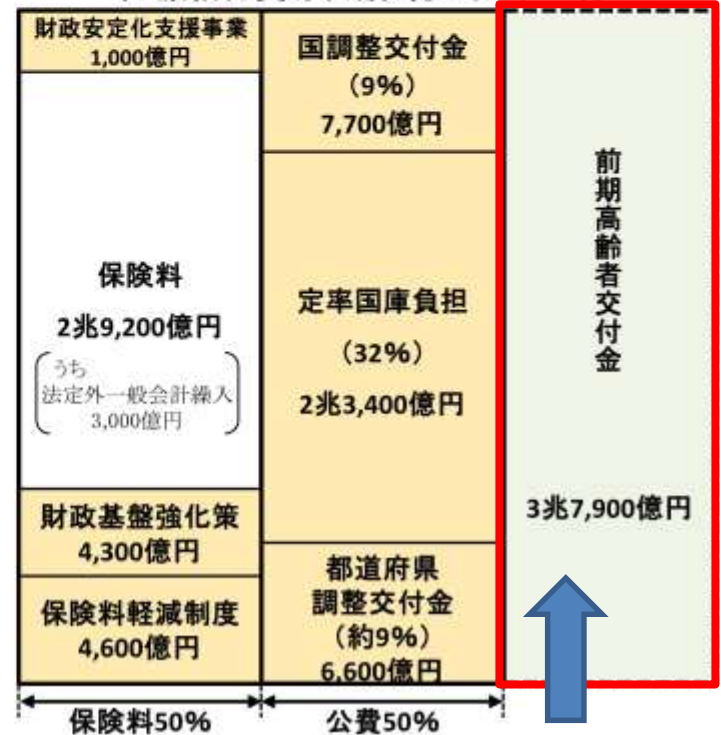 財政安定化支援事業
1,000億円
保険料
2兆9,200億円
うち
法定外一般会計繰入
3,000億円
財政基盤強化策
4,300億円
保険料軽減制度
4,600億円
保険料50%
国調整交付金
(9%)
7,700億円
定率国庫負担
(32%)
2兆3,400億円
都道府県
調整交付金
(約9%)
6,600億円
公費50%
前期高齢者交付金
3兆7,900億円